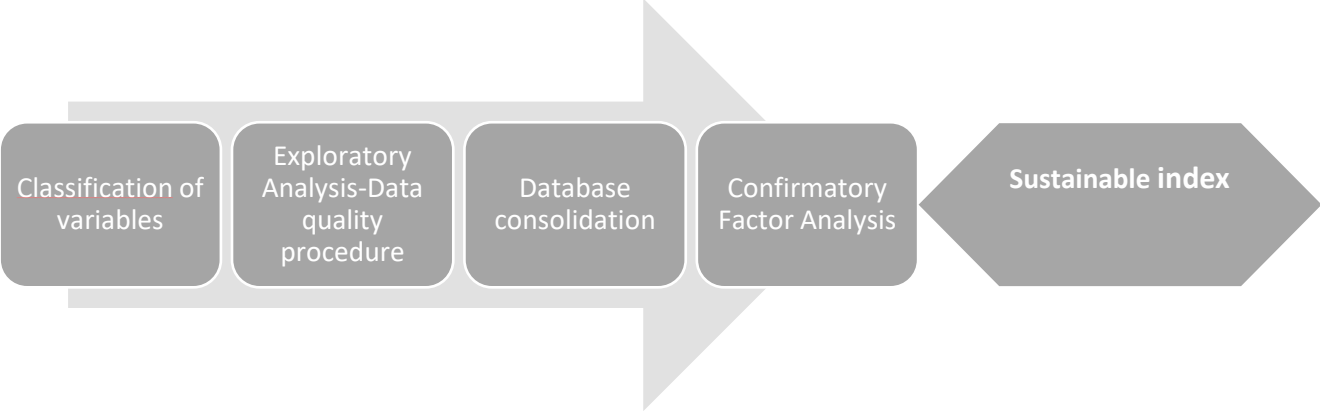 Classification of
variables
Exploratory
Analysis-Data
quality
procedure
Database
consolidation
Confirmatory
Factor Analysis
Sustainable index